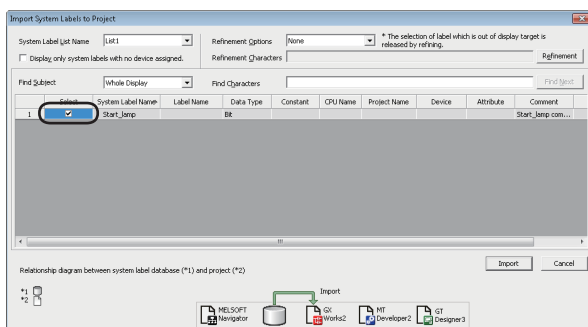 Import System Labels to Project
System Label List Name List1 Refinement Options None * The selection of label which is out of display target is released by refining.
Display only system labels with no device assigned. Refinement Characters Refinement
Find Subject Whole Display Find Characters Find Next
Select System Label Name Label Name Data Type Constant CPU Name Project Name Device Attribute Comment
1 Start_lamp Bit Start_lamp com...
Import Cancel
Relationship diagram between system label database (*1) and project (*2)
*1
*2
Import
MELSOFT Navigator GX Works2 MT Developer2 GT Designer3